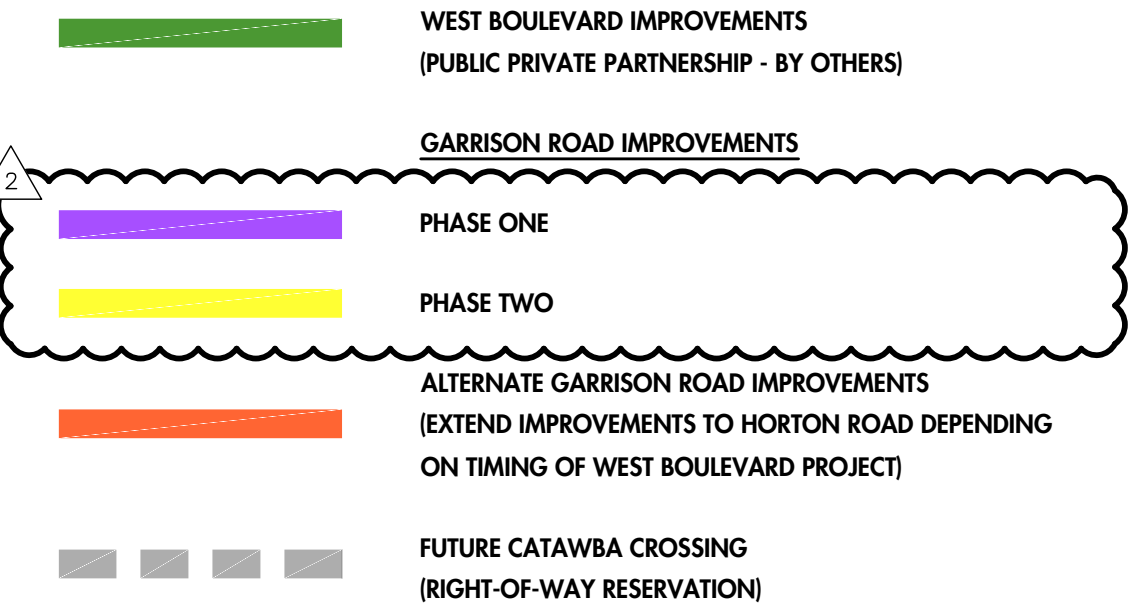 WEST BOULEVARD IMPROVEMENTS
(PUBLIC PRIVATE PARTNERSHIP - BY OTHERS)
GARRISON ROAD IMPROVEMENTS
2
PHASE ONE
PHASE TWO
ALTERNATE GARRISON ROAD IMPROVEMENTS
(EXTEND IMPROVEMENTS TO HORTON ROAD DEPENDING
ON TIMING OF WEST BOULEVARD PROJECT)
FUTURE CATAWBA CROSSING
(RIGHT-OF-WAY RESERVATION)